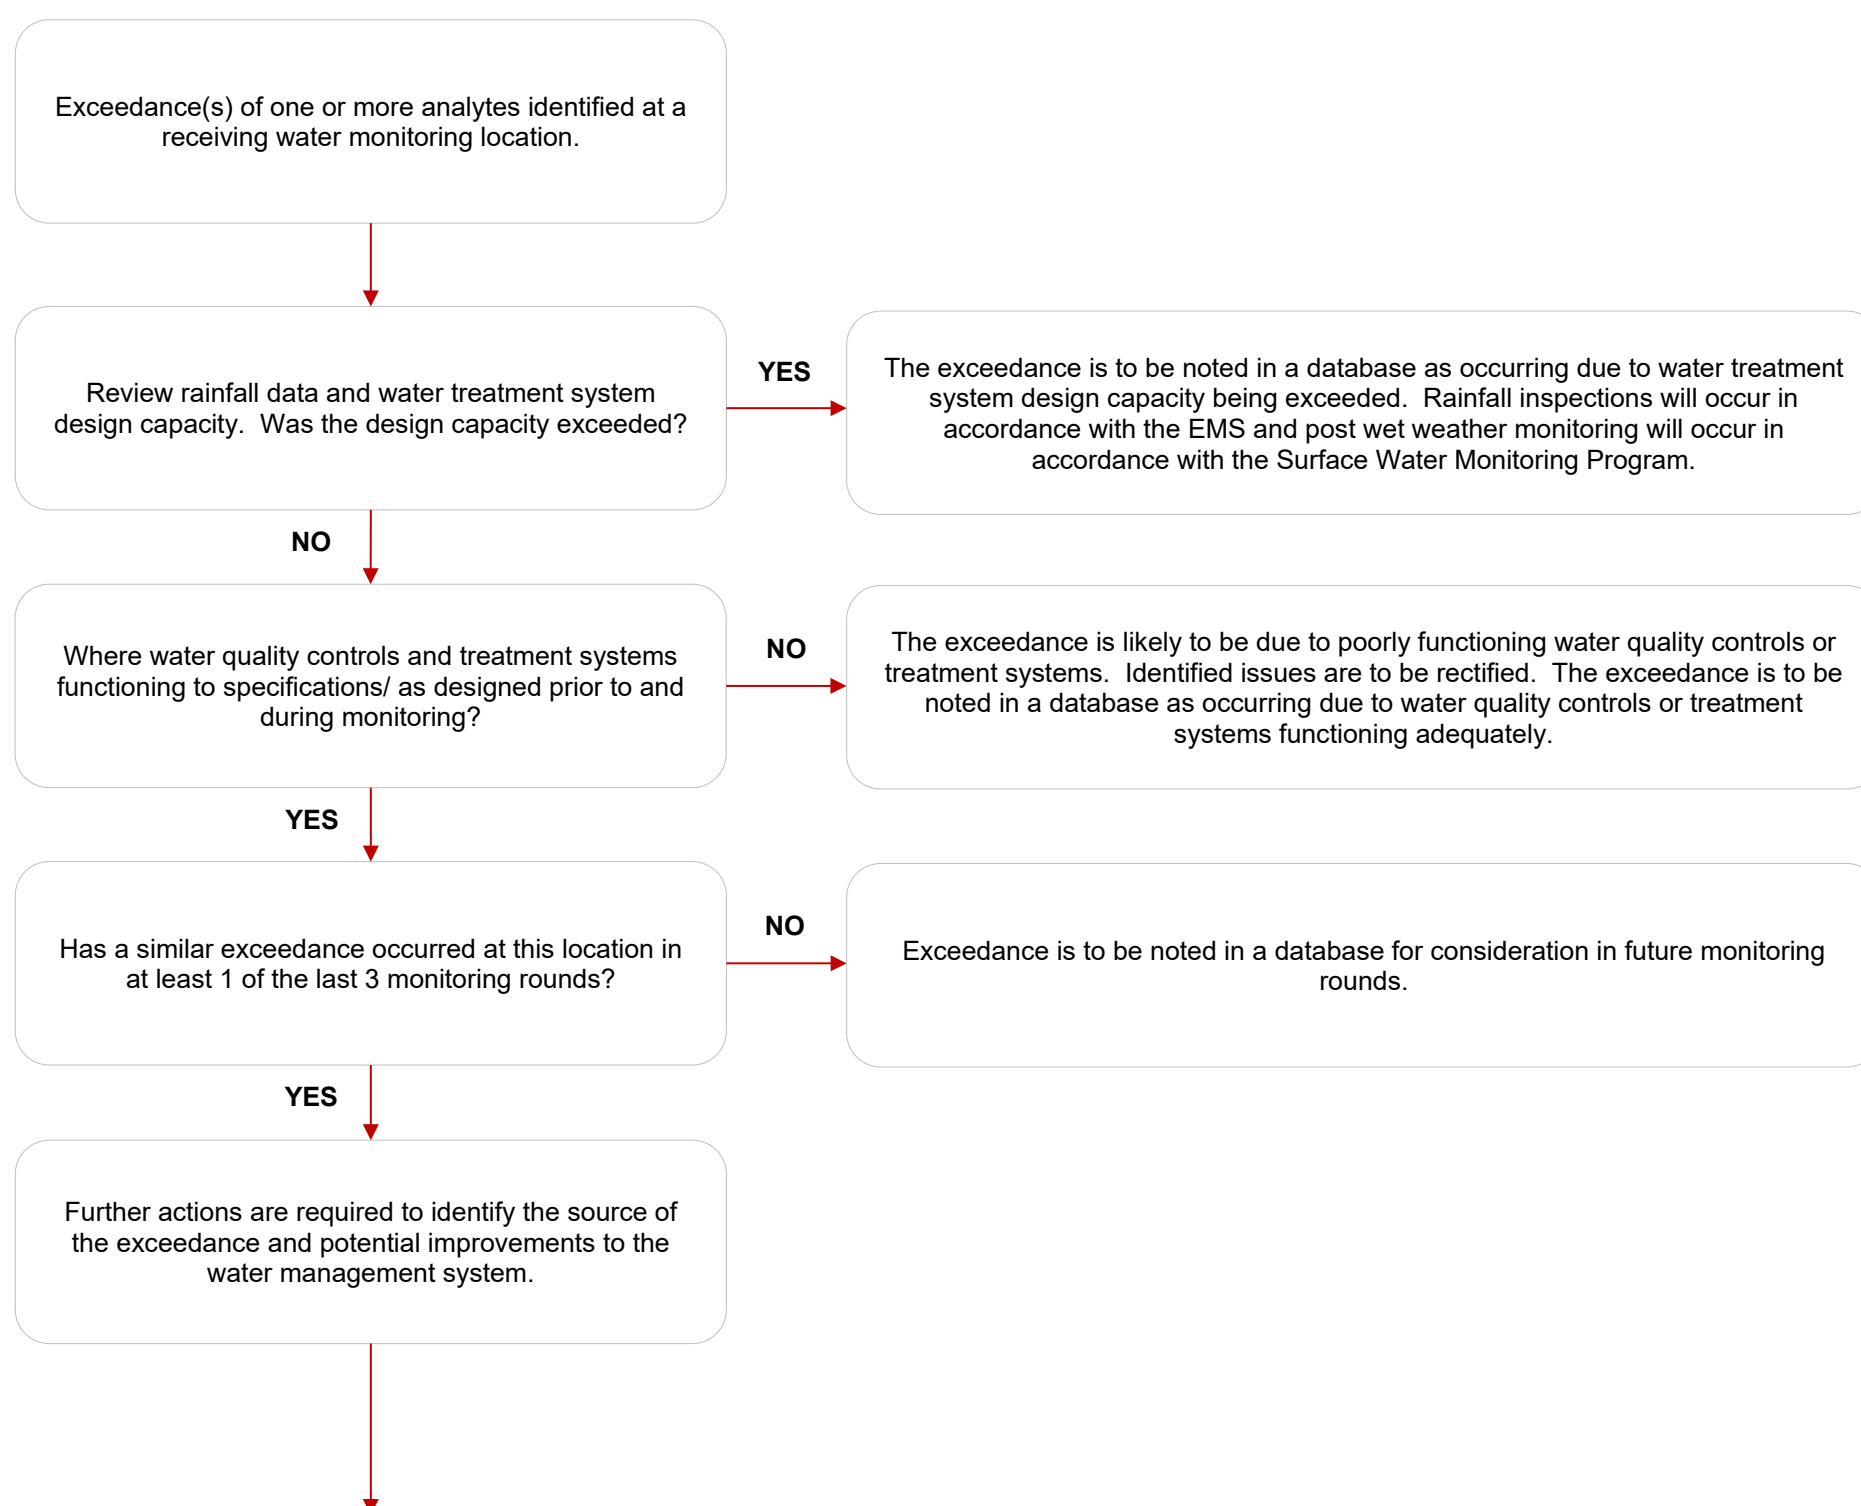 Exceedance(s) of one or more analytes identified at a
receiving water monitoring location.
Review rainfall data and water treatment system
design capacity.  Was the design capacity exceeded?
YES
The exceedance is to be noted in a database as occurring due to water treatment
system design capacity being exceeded.  Rainfall inspections will occur in
accordance with the EMS and post wet weather monitoring will occur in
accordance with the Surface Water Monitoring Program.
NO
Where water quality controls and treatment systems
functioning to specifications/ as designed prior to and
during monitoring?
NO
The exceedance is likely to be due to poorly functioning water quality controls or
treatment systems.  Identified issues are to be rectified.  The exceedance is to be
noted in a database as occurring due to water quality controls or treatment
systems functioning adequately.
YES
Has a similar exceedance occurred at this location in
at least 1 of the last 3 monitoring rounds?
NO
Exceedance is to be noted in a database for consideration in future monitoring
rounds.
YES
Further actions are required to identify the source of
the exceedance and potential improvements to the
water management system.